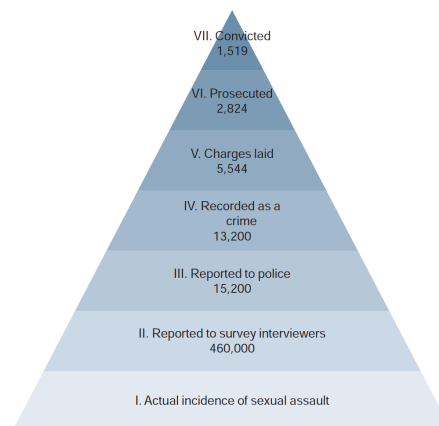 VII. Convicted
1,519
VI. Prosecuted
2,824
V. Charges laid
5,544
IV. Recorded as a
crime
13,200
III. Reported to police
15,200
II. Reported to survey interviewers
460,000
I. Actual incidence of sexual assault